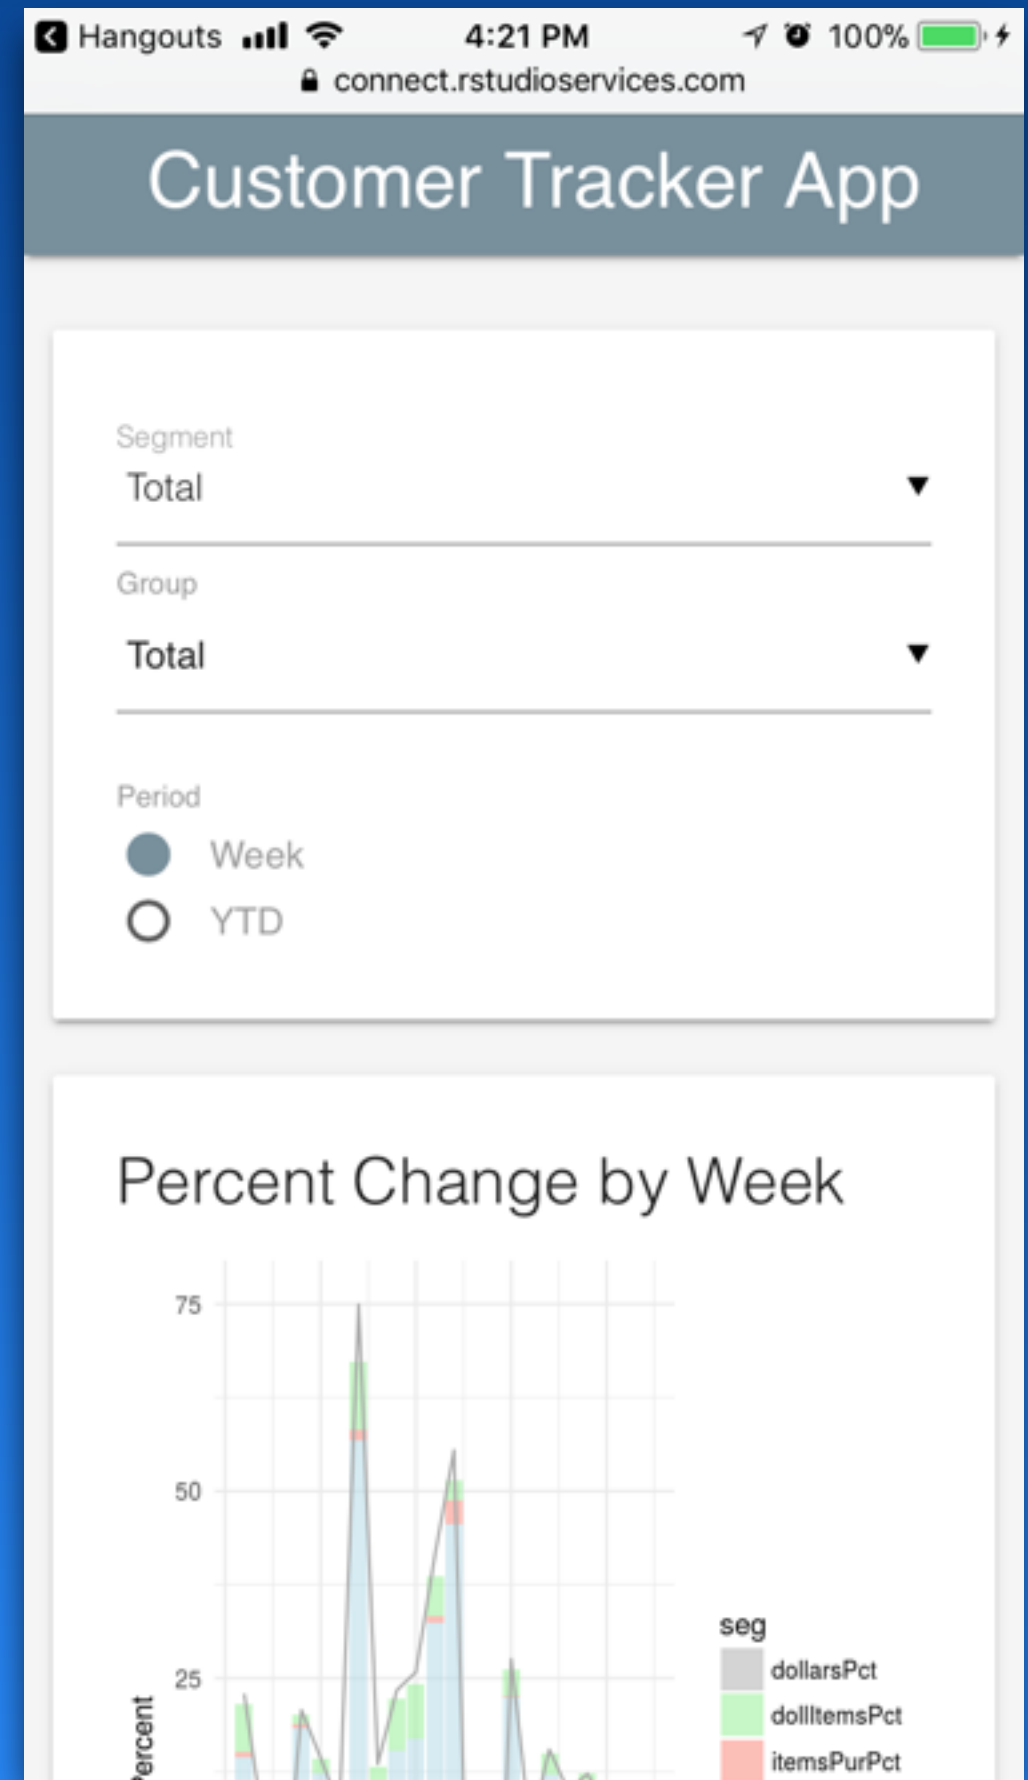 Hangouts 4:21 PM 100%
connect.rstudioservices.com
Customer Tracker App
Segment
Total
Group
Total
Period
Week
YTD
Percent Change by Week
75
50
25
Percent
seg
dollarsPct
dollItemsPct
itemsPurPct